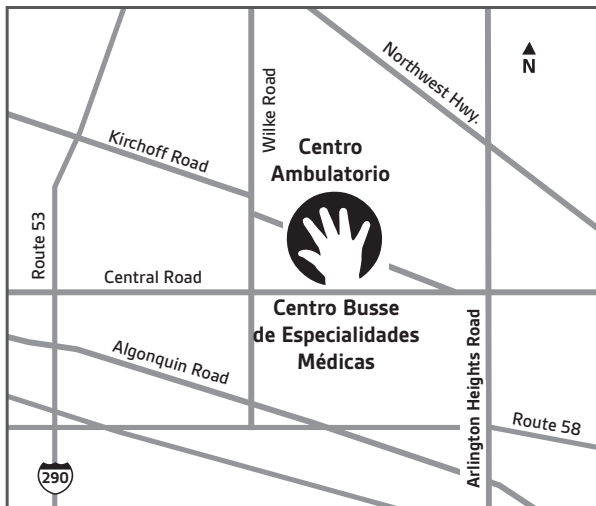 Northwest Hwy.
N
Wilke Road
Kirchoff Road
Centro
Ambulatorio
Route 53
Central Road
Centro Busse
de Especialidades
Médicas
Algonquin Road
Arlington Heights Road
Route 58
290